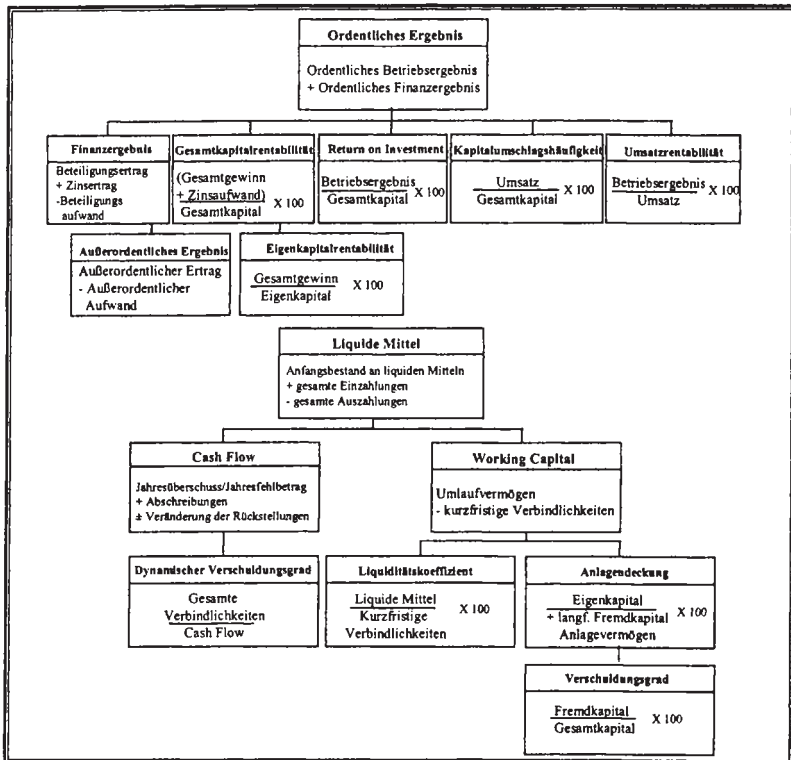 Ordentliches Ergebnis
Ordentliches Betriebsergebnis
+ Ordentliches Finanzergebnis
Finanzergebnis
Beteiligungsertrag
+ Zinsertrag
-Beteiligungs
aufwand
Gesamtkapitalrentabilität
(Gesamtgewinn
+ Zinsaufwand) X 100
Gesamtkapital
Return on Investment
Betriebsergebnis X 100
Gesamtkapital
Kapitalumschlagshäufigkeit
Umsatz X 100
Gesamtkapital
Umsatzrentabilität
Betriebsergebnis X 100
Umsatz
Außerordentliches Ergebnis
Außerordentlicher Ertrag
- Außerordentlicher
Aufwand
Eigenkapitalrentabilität
Gesamtgewinn X 100
Eigenkapital
Liquide Mittel
Anfangsbestand an liquiden Mitteln
+ gesamte Einzahlungen
- gesamte Auszahlungen
Cash Flow
Jahresüberschuss/Jahresfehlbetrag
+ Abschreibungen
± Veränderung der Rückstellungen
Working Capital
Umlaufvermögen
- kurzfristige Verbindlichkeiten
Dynamischer Verschuldungsgrad
Gesamte
Verbindlichkeiten
Cash Flow
Liquiditätskoeffizient
Liquide Mittel X 100
Kurzfristige
Verbindlichkeiten
Anlagendeckung
Eigenkapital X 100
+ langf. Fremdkapital
Anlagevermögen
Verschuldungsgrad
Fremdkapital X 100
Gesamtkapital